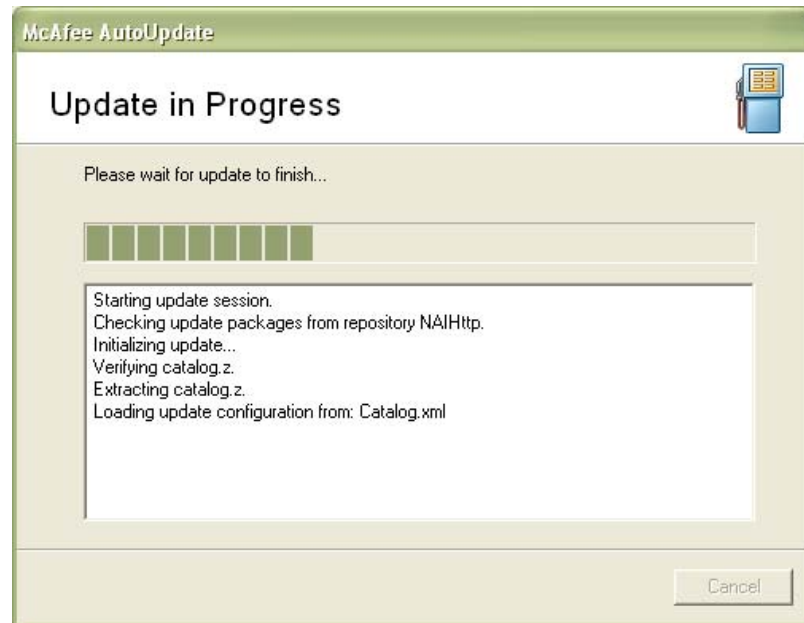 McAfee AutoUpdate
Update in Progress
Please wait for update to finish...
Starting update session.
Checking update packages from repository NAIHttp.
Initializing update...
Verifying catalog.z.
Extracting catalog.z.
Loading update configuration from: Catalog.xml
Cancel